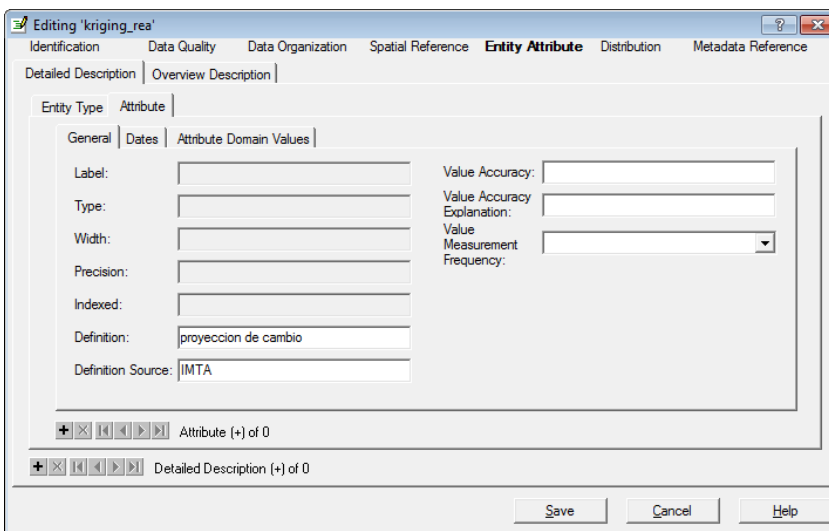 Editing 'kriging_rea'
Identification Data Quality Data Organization Spatial Reference Entity Attribute Distribution Metadata Reference
Detailed Description Overview Description
Entity Type Attribute
General Dates Attribute Domain Values
Label:
Type:
Width:
Precision:
Indexed:
Definition: proyeccion de cambio
Definition Source: IMTA
Value Accuracy:
Value Accuracy
Explanation:
Value
Measurement
Frequency:
Attribute (+) of 0
Detailed Description (+) of 0
Save Cancel Help